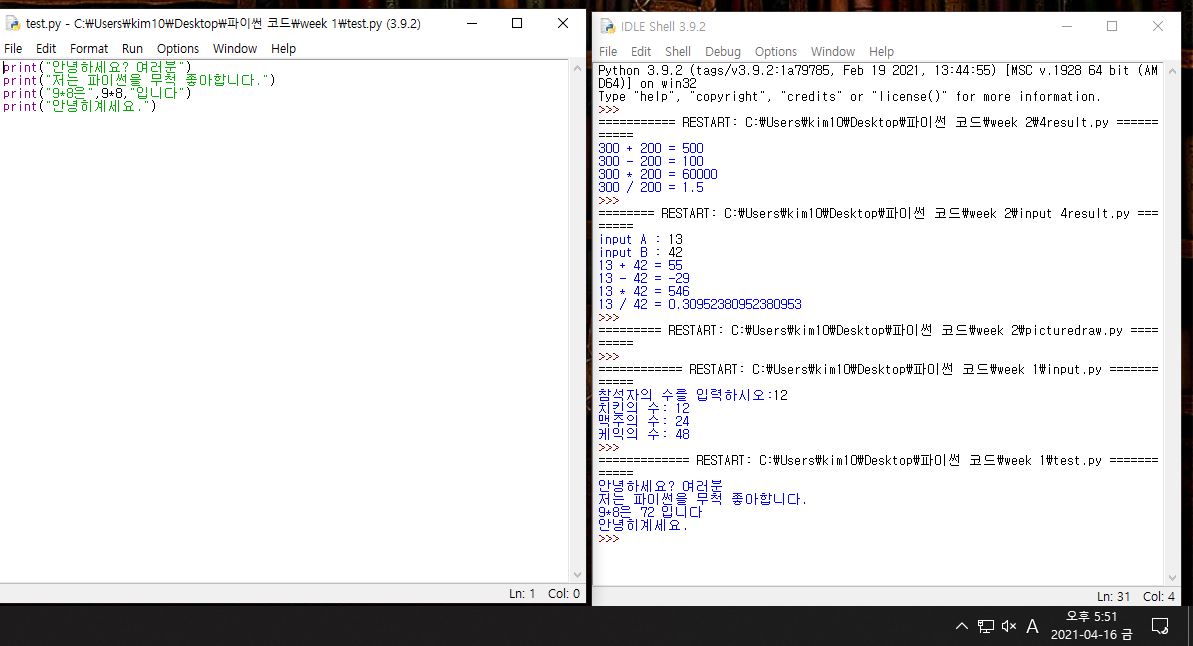 test.py - C:₩Users₩kim10₩Desktop₩파이썬 코드₩week 1₩test.py (3.9.2)
File Edit Format Run Options Window Help
print("안녕하세요? 여러분")
print("저는 파이썬을 무척 좋아합니다.")
print("9*8은",9*8,"입니다")
print("안녕히계세요.")
Ln: 1 Col: 0
IDLE Shell 3.9.2
File Edit Shell Debug Options Window Help
Python 3.9.2 (tags/v3.9.2:1a79785, Feb 19 2021, 13:44:55) [MSC v.1928 64 bit (AM
D64)] on win32
Type "help", "copyright", "credits" or "license()" for more information.
>>>
=========== RESTART: C:₩Users₩kim10₩Desktop₩파이썬 코드₩week 2₩4result.py ======
=====
300 + 200 = 500
300 - 200 = 100
300 * 200 = 60000
300 / 200 = 1.5
>>>
======== RESTART: C:₩Users₩kim10₩Desktop₩파이썬 코드₩week 2₩input 4result.py ===
=====
input A : 13
input B : 42
13 + 42 = 55
13 - 42 = -29
13 * 42 = 546
13 / 42 = 0.30952380952380953
>>>
========= RESTART: C:₩Users₩kim10₩Desktop₩파이썬 코드₩week 2₩picturedraw.py ====
=====
>>>
============ RESTART: C:₩Users₩kim10₩Desktop₩파이썬 코드₩week 1₩input.py =======
=====
참석자의 수를 입력하시오:12
치킨의 수: 12
맥주의 수: 24
케익의 수: 48
>>>
============= RESTART: C:₩Users₩kim10₩Desktop₩파이썬 코드₩week 1₩test.py =======
=====
안녕하세요? 여러분
저는 파이썬을 무척 좋아합니다.
9*8은 72 입니다
안녕히계세요.
>>>
Ln: 31 Col: 4
A
오후 5:51
2021-04-16 금